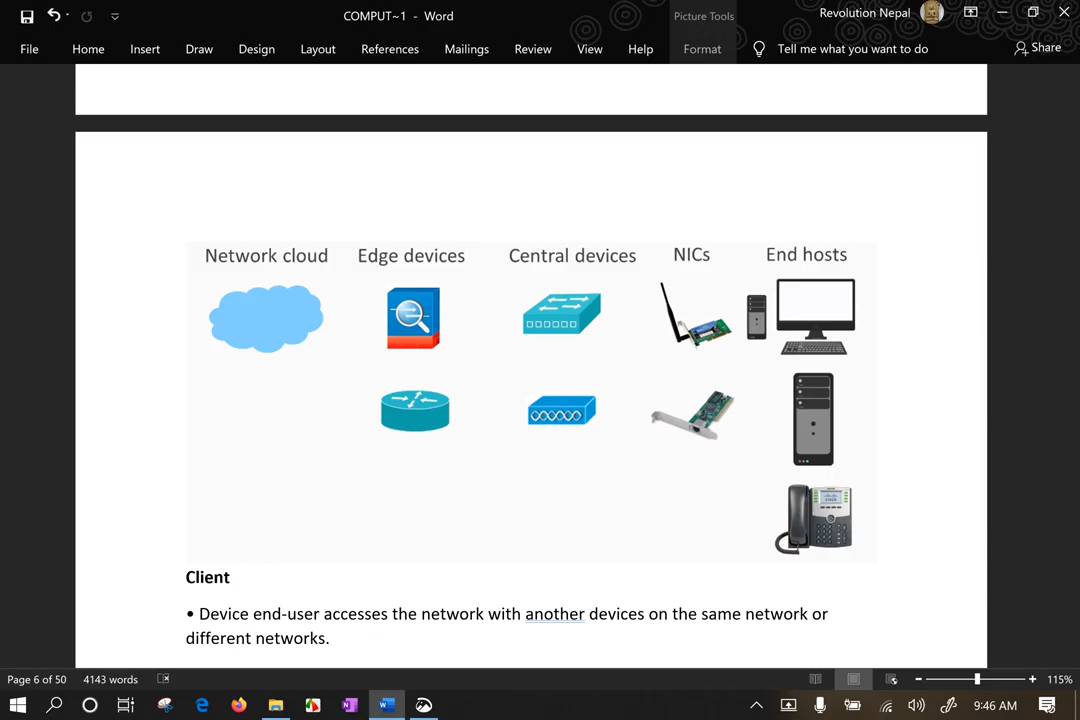 COMPUT~1 - Word
Picture Tools
Revolution Nepal
File Home Insert Draw Design Layout References Mailings Review View Help Format Tell me what you want to do Share
Network cloud Edge devices Central devices NICs End hosts
Client
• Device end-user accesses the network with another devices on the same network or
different networks.
Page 6 of 50 4143 words 115%
9:46 AM